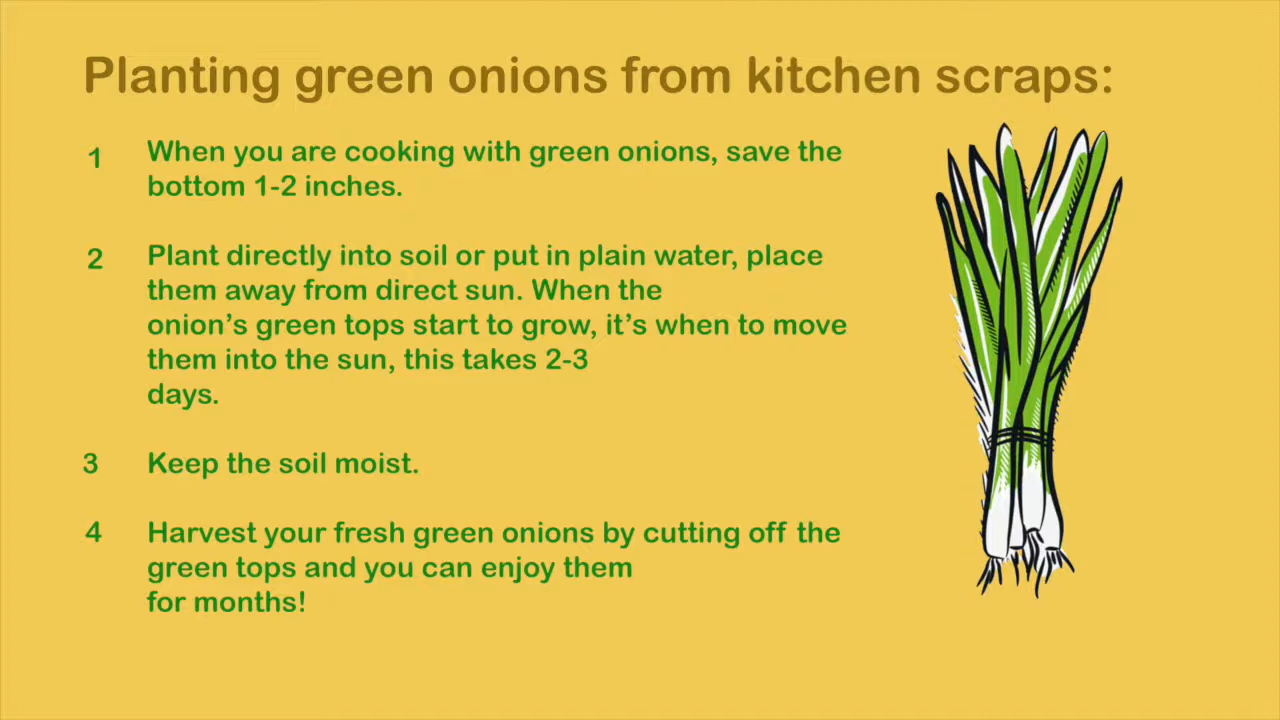 Planting green onions from kitchen scraps:
1 When you are cooking with green onions, save the
bottom 1-2 inches.
2 Plant directly into soil or put in plain water, place
them away from direct sun. When the
onion’s green tops start to grow, it’s when to move
them into the sun, this takes 2-3
days.
3 Keep the soil moist.
4 Harvest your fresh green onions by cutting off the
green tops and you can enjoy them
for months!